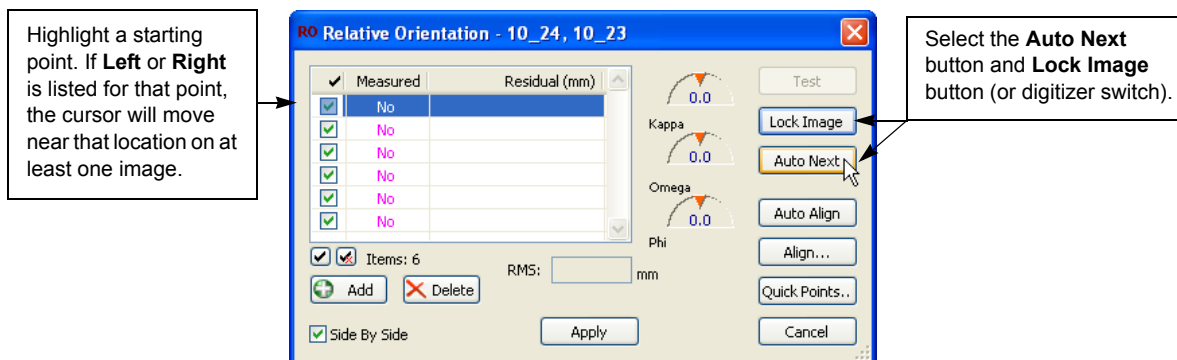 Highlight a starting
point. If Left or Right
is listed for that point,
the cursor will move
near that location on at
least one image.
RO Relative Orientation - 10_24, 10_23
Measured Residual (mm)
No
No
No
No
No
No
Items: 6
Add Delete
RMS: mm
Side By Side
Apply
0.0
Kappa
0.0
Omega
0.0
Phi
Test
Lock Image
Auto Next
Auto Align
Align...
Quick Points..
Cancel
Select the Auto Next
button and Lock Image
button (or digitizer switch).